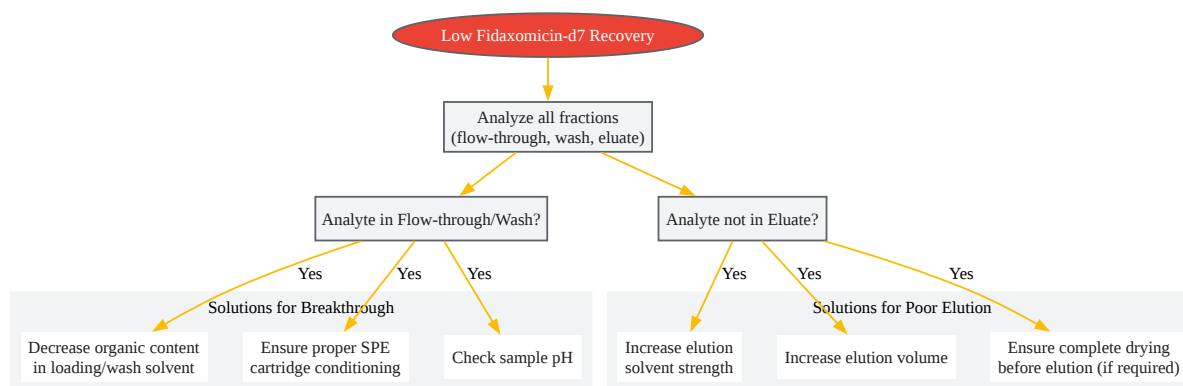 Low Fidaxomicin-d7 Recovery
Analyze all fractions
(flow-through, wash, eluate)
Analyte in Flow-through/Wash?
Analyte not in Eluate?
Yes
Yes
Yes
Yes
Yes
Yes
Solutions for Breakthrough
Solutions for Poor Elution
Decrease organic content
in loading/wash solvent
Ensure proper SPE
cartridge conditioning
Check sample pH
Increase elution
solvent strength
Increase elution volume
Ensure complete drying
before elution (if required)